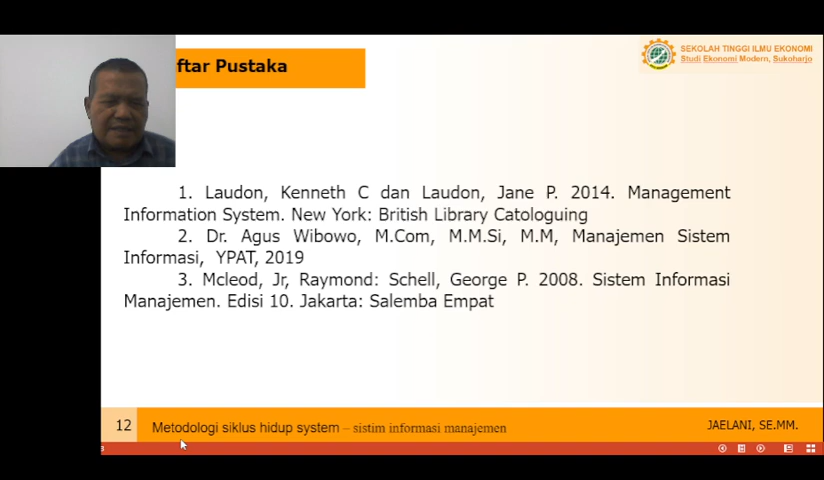 ftar Pustaka
SEKOLAH TINGGI ILMU EKONOMI
Studi Ekonomi Modern, Sukoharjo
1. Laudon, Kenneth C dan Laudon, Jane P. 2014. Management
Information System. New York: British Library Catologuing
2. Dr. Agus Wibowo, M.Com, M.M.Si, M.M, Manajemen Sistem
Informasi, YPAT, 2019
3. Mcleod, Jr, Raymond: Schell, George P. 2008. Sistem Informasi
Manajemen. Edisi 10. Jakarta: Salemba Empat
12 Metodologi siklus hidup system – sistim informasi manajemen JAELANI, SE.MM.